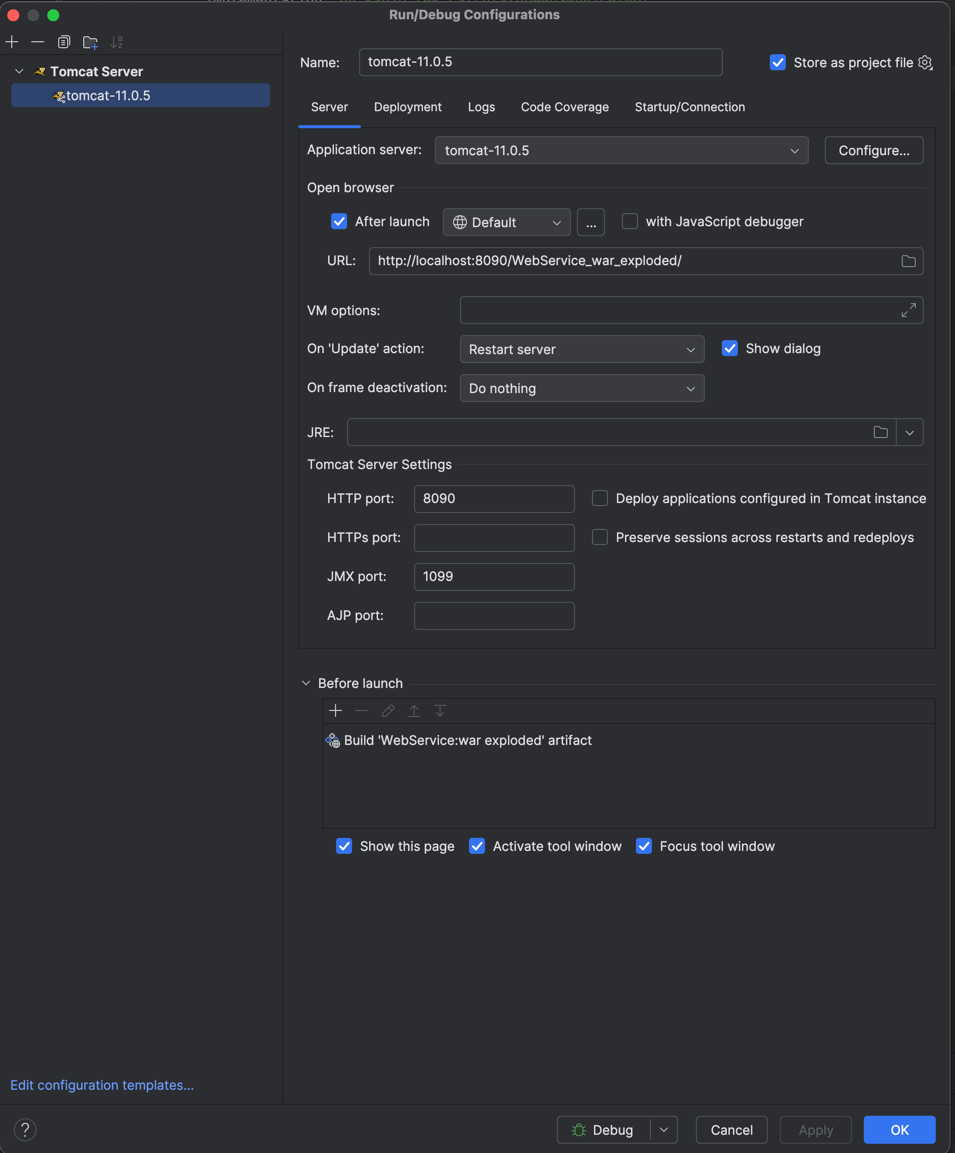 Run/Debug Configurations
Tomcat Server
tomcat-11.0.5
Name: tomcat-11.0.5 Store as project file
Server Deployment Logs Code Coverage Startup/Connection
Application server: tomcat-11.0.5 Configure...
Open browser
After launch Default ... with JavaScript debugger
URL: http://localhost:8090/WebService_war_exploded/
VM options:
On 'Update' action: Restart server Show dialog
On frame deactivation: Do nothing
JRE:
Tomcat Server Settings
HTTP port: 8090 Deploy applications configured in Tomcat instance
HTTPs port: Preserve sessions across restarts and redeploys
JMX port: 1099
AJP port:
Before launch
Build 'WebService:war exploded' artifact
Show this page Activate tool window Focus tool window
Edit configuration templates...
? Debug Cancel Apply OK